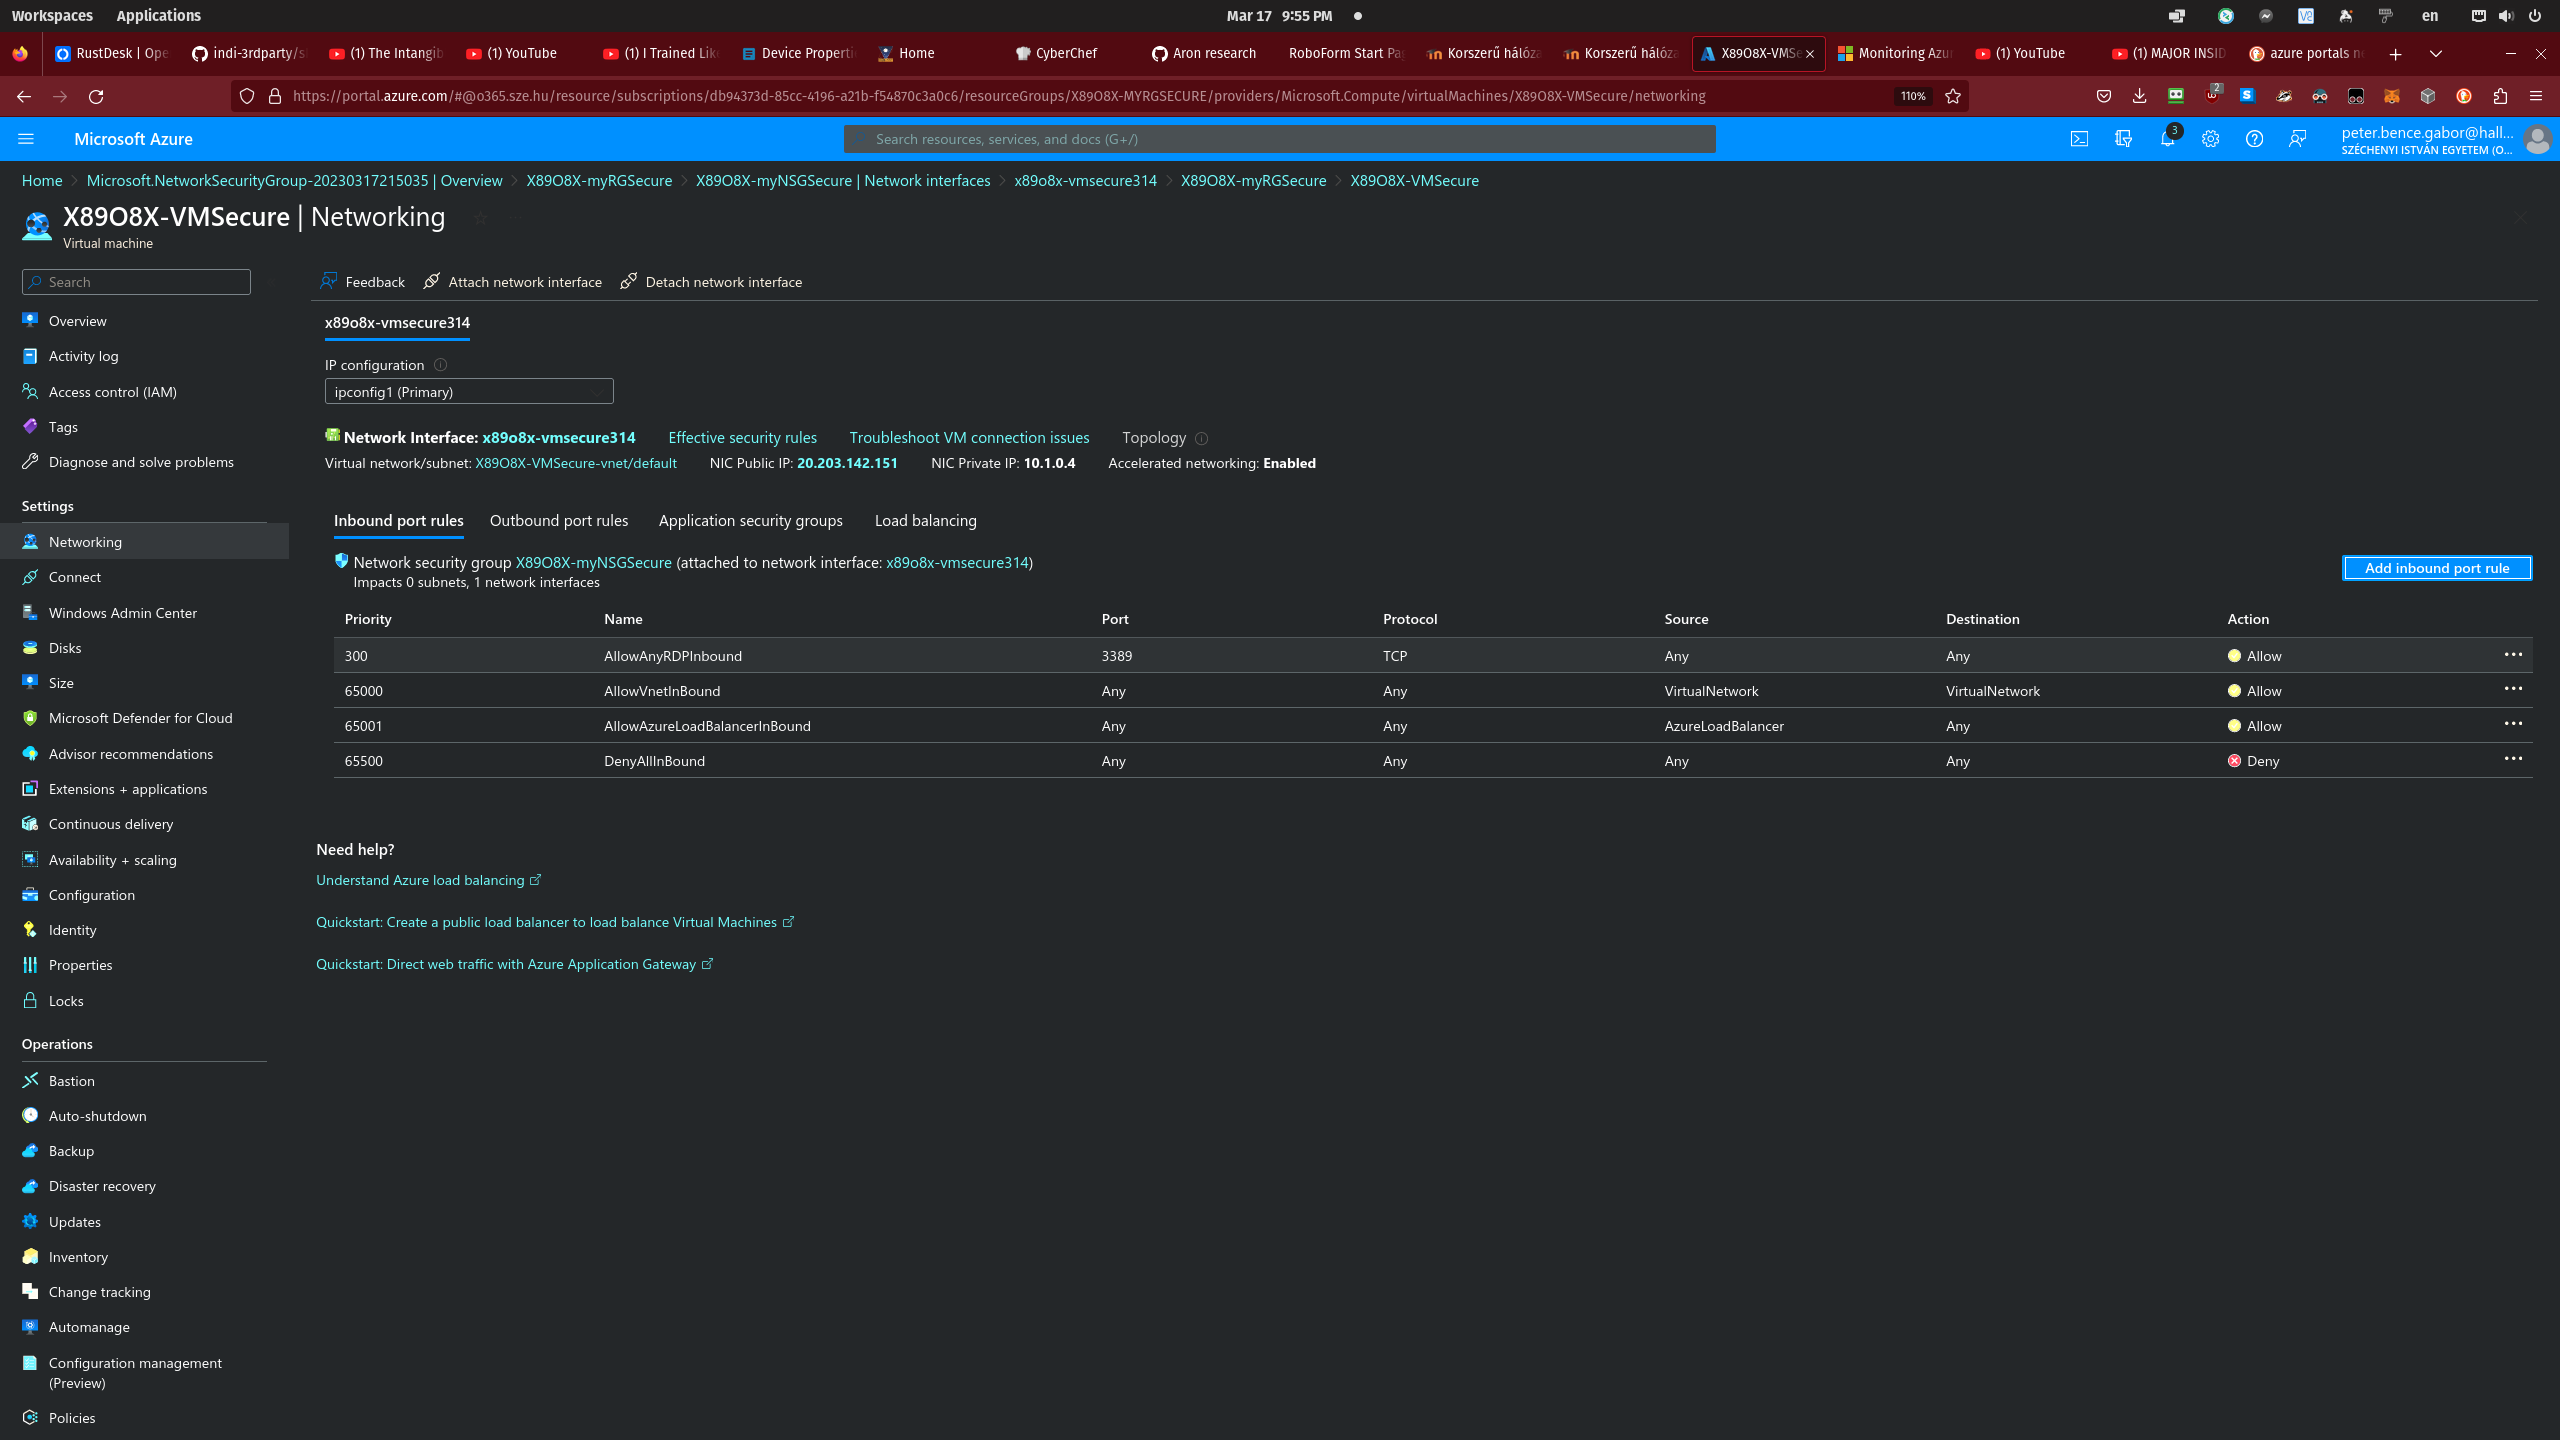 Workspaces Applications Mar 17 9:55 PM en
RustDesk | Ope indi-3rdparty/s (1) The Intangib (1) YouTube (1) I Trained Like Device Propertie Home CyberChef Aron research RoboForm Start Pa Korszerű hálóza Korszerű hálóza X89O8X-VMSe Monitoring Azur (1) YouTube (1) MAJOR INSID azure portals ne
https://portal.azure.com/#@o365.sze.hu/resource/subscriptions/db94373d-85cc-4196-a21b-f54870c3a0c6/resourceGroups/X89O8X-MYRGSECURE/providers/Microsoft.Compute/virtualMachines/X89O8X-VMSecure/networking 110% 2
Microsoft Azure Search resources, services, and docs (G+/) 3 peter.bence.gabor@hall...
SZÉCHENYI ISTVÁN EGYETEM (O...
Home Microsoft.NetworkSecurityGroup-20230317215035 | Overview X89O8X-myRGSecure X89O8X-myNSGSecure | Network interfaces x89o8x-vmsecure314 X89O8X-myRGSecure X89O8X-VMSecure
X89O8X-VMSecure | Networking
Virtual machine
Search
Overview
Activity log
Access control (IAM)
Tags
Diagnose and solve problems
Settings
Networking
Connect
Windows Admin Center
Disks
Size
Microsoft Defender for Cloud
Advisor recommendations
Extensions + applications
Continuous delivery
Availability + scaling
Configuration
Identity
Properties
Locks
Operations
Bastion
Auto-shutdown
Backup
Disaster recovery
Updates
Inventory
Change tracking
Automanage
Configuration management
(Preview)
Policies
Feedback Attach network interface Detach network interface
x89o8x-vmsecure314
IP configuration
ipconfig1 (Primary)
Network Interface: x89o8x-vmsecure314 Effective security rules Troubleshoot VM connection issues Topology
Virtual network/subnet: X89O8X-VMSecure-vnet/default NIC Public IP: 20.203.142.151 NIC Private IP: 10.1.0.4 Accelerated networking: Enabled
Inbound port rules Outbound port rules Application security groups Load balancing
Network security group X89O8X-myNSGSecure (attached to network interface: x89o8x-vmsecure314)
Impacts 0 subnets, 1 network interfaces
Add inbound port rule
Priority Name Port Protocol Source Destination Action
300 AllowAnyRDPInbound 3389 TCP Any Any Allow
65000 AllowVnetInBound Any Any VirtualNetwork VirtualNetwork Allow
65001 AllowAzureLoadBalancerInBound Any Any AzureLoadBalancer Any Allow
65500 DenyAllInBound Any Any Any Any Deny
Need help?
Understand Azure load balancing
Quickstart: Create a public load balancer to load balance Virtual Machines
Quickstart: Direct web traffic with Azure Application Gateway